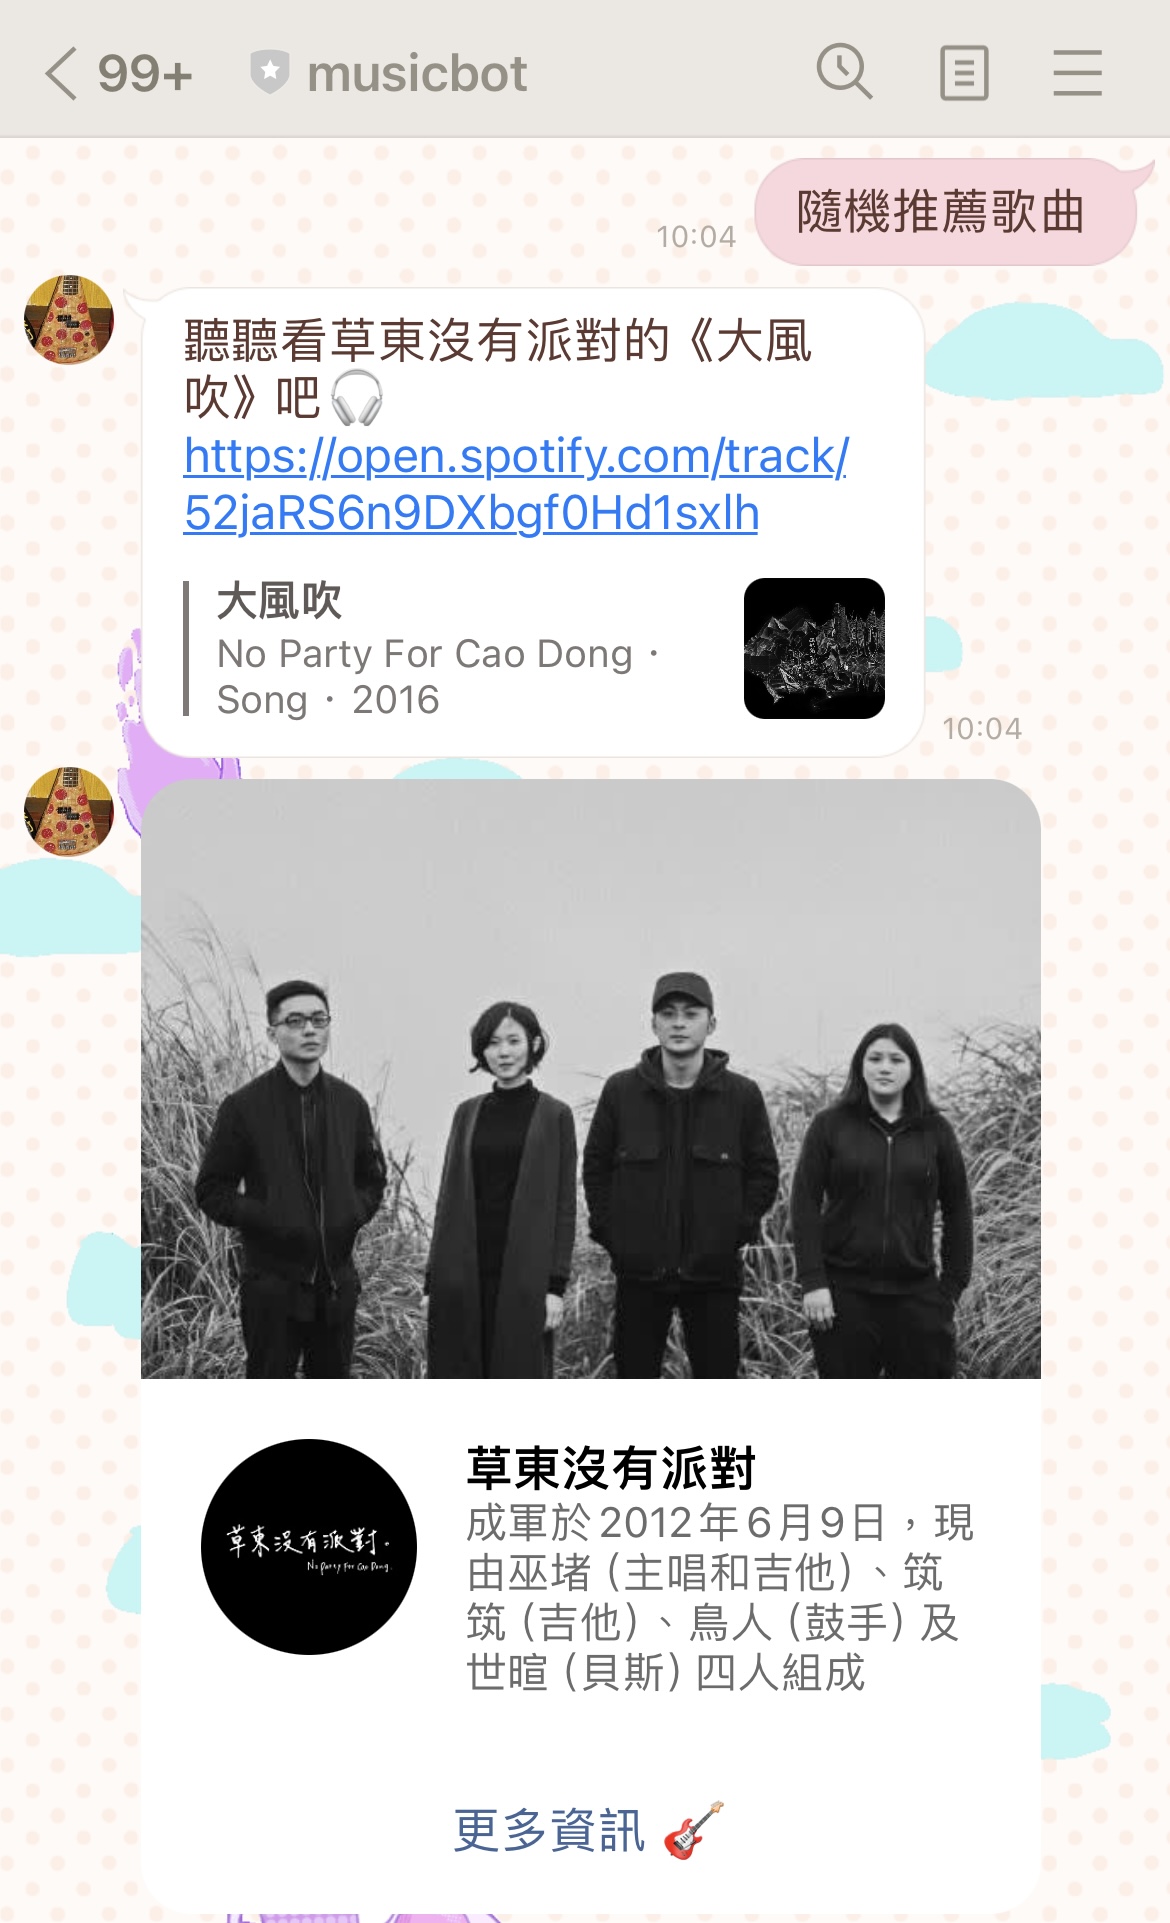 99+ musicbot
隨機推薦歌曲
10:04
聽聽看草東沒有派對的《大風
吹》吧🎧
https://open.spotify.com/track/
52jaRS6n9DXbgf0Hd1sxlh
大風吹
No Party For Cao Dong ·
Song · 2016
10:04
草東沒有派對。
No Party For Cao Dong.
草東沒有派對
成軍於2012年6月9日，現
由巫堵 (主唱和吉他)、筑
筑 (吉他)、鳥人 (鼓手) 及
世暄 (貝斯) 四人組成
更多資訊 🎸